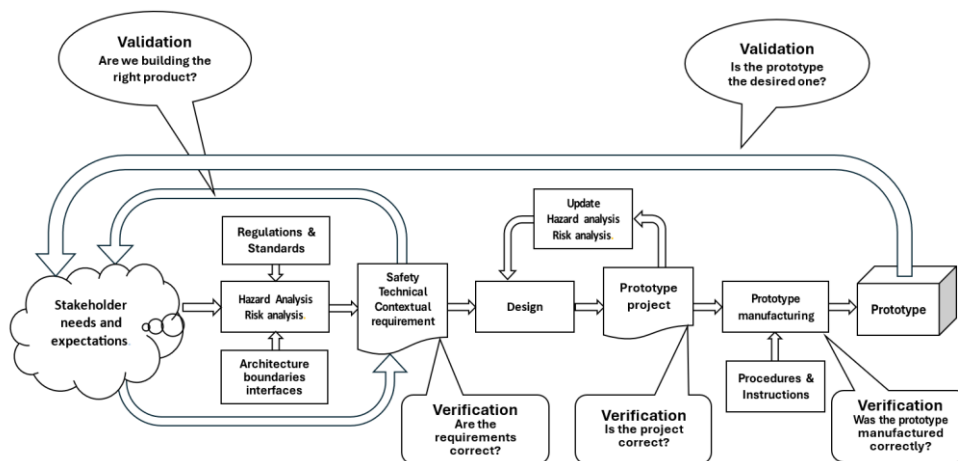 Validation
Are we building the
right product?
Validation
Is the prototype
the desired one?
Update
Hazard analysis
Risk analysis.
Regulations &
Standards
Stakeholder
needs and
expectations.
Hazard Analysis
Risk analysis.
Safety
Technical
Contextual
requirement
Design
Prototype
project
Prototype
manufacturing
Prototype
Architecture
boundaries
interfaces
Procedures &
Instructions
Verification
Are the
requirements
correct?
Verification
Is the project
correct?
Verification
Was the prototype
manufactured
correctly?